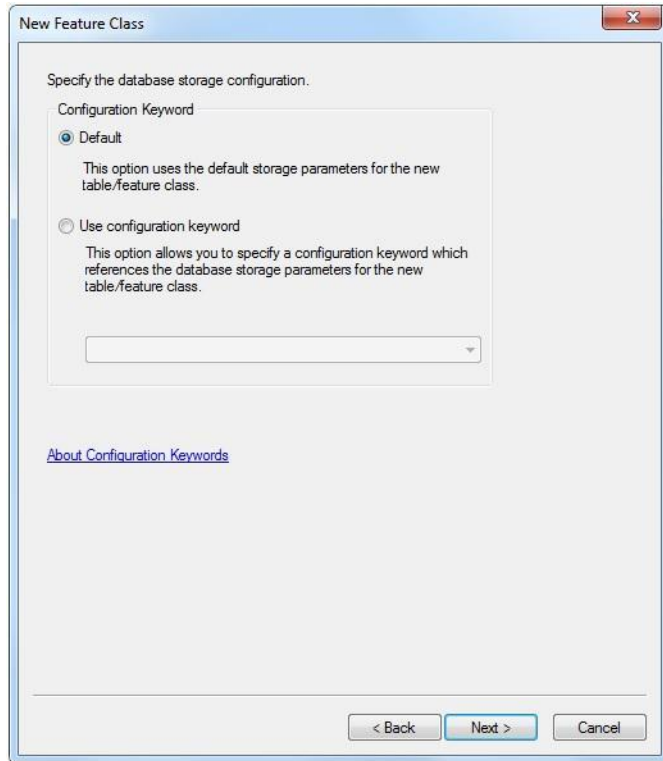 New Feature Class
Specify the database storage configuration.
Configuration Keyword
Default
This option uses the default storage parameters for the new
table/feature class.
Use configuration keyword
This option allows you to specify a configuration keyword which
references the database storage parameters for the new
table/feature class.
About Configuration Keywords
< Back Next > Cancel